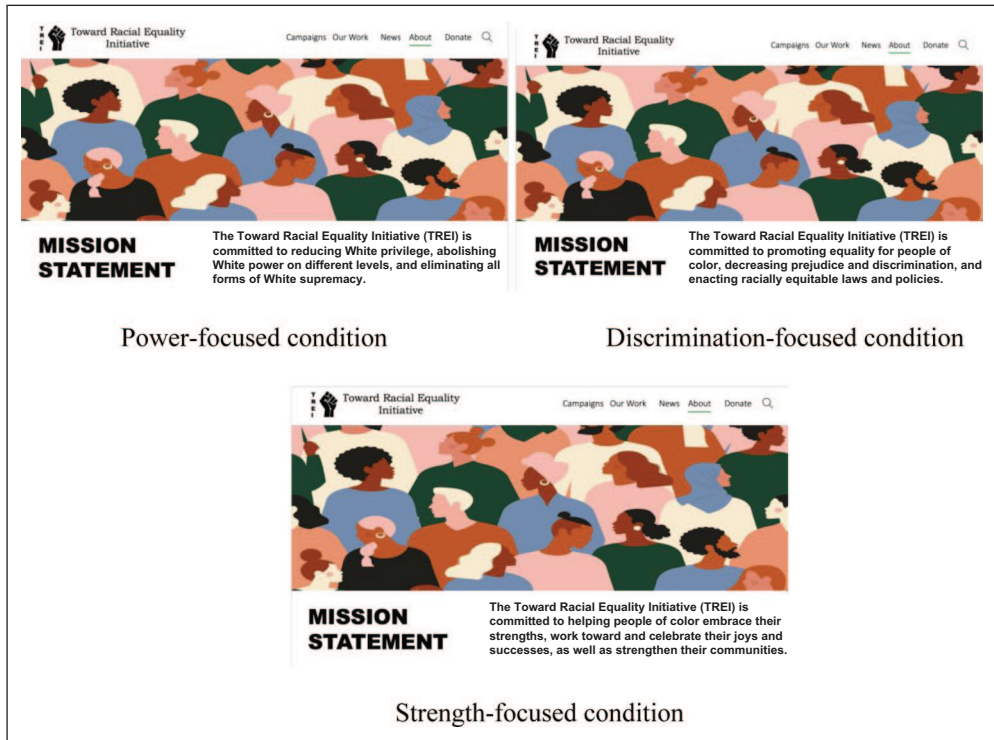 TREI
Toward Racial Equality
Initiative
Campaigns Our Work News About Donate
MISSION
STATEMENT
The Toward Racial Equality Initiative (TREI) is
committed to reducing White privilege, abolishing
White power on different levels, and eliminating all
forms of White supremacy.
Power-focused condition
TREI
Toward Racial Equality
Initiative
Campaigns Our Work News About Donate
MISSION
STATEMENT
The Toward Racial Equality Initiative (TREI) is
committed to promoting equality for people of
color, decreasing prejudice and discrimination, and
enacting racially equitable laws and policies.
Discrimination-focused condition
TREI
Toward Racial Equality
Initiative
Campaigns Our Work News About Donate
MISSION
STATEMENT
The Toward Racial Equality Initiative (TREI) is
committed to helping people of color embrace their
strengths, work toward and celebrate their joys and
successes, as well as strengthen their communities.
Strength-focused condition